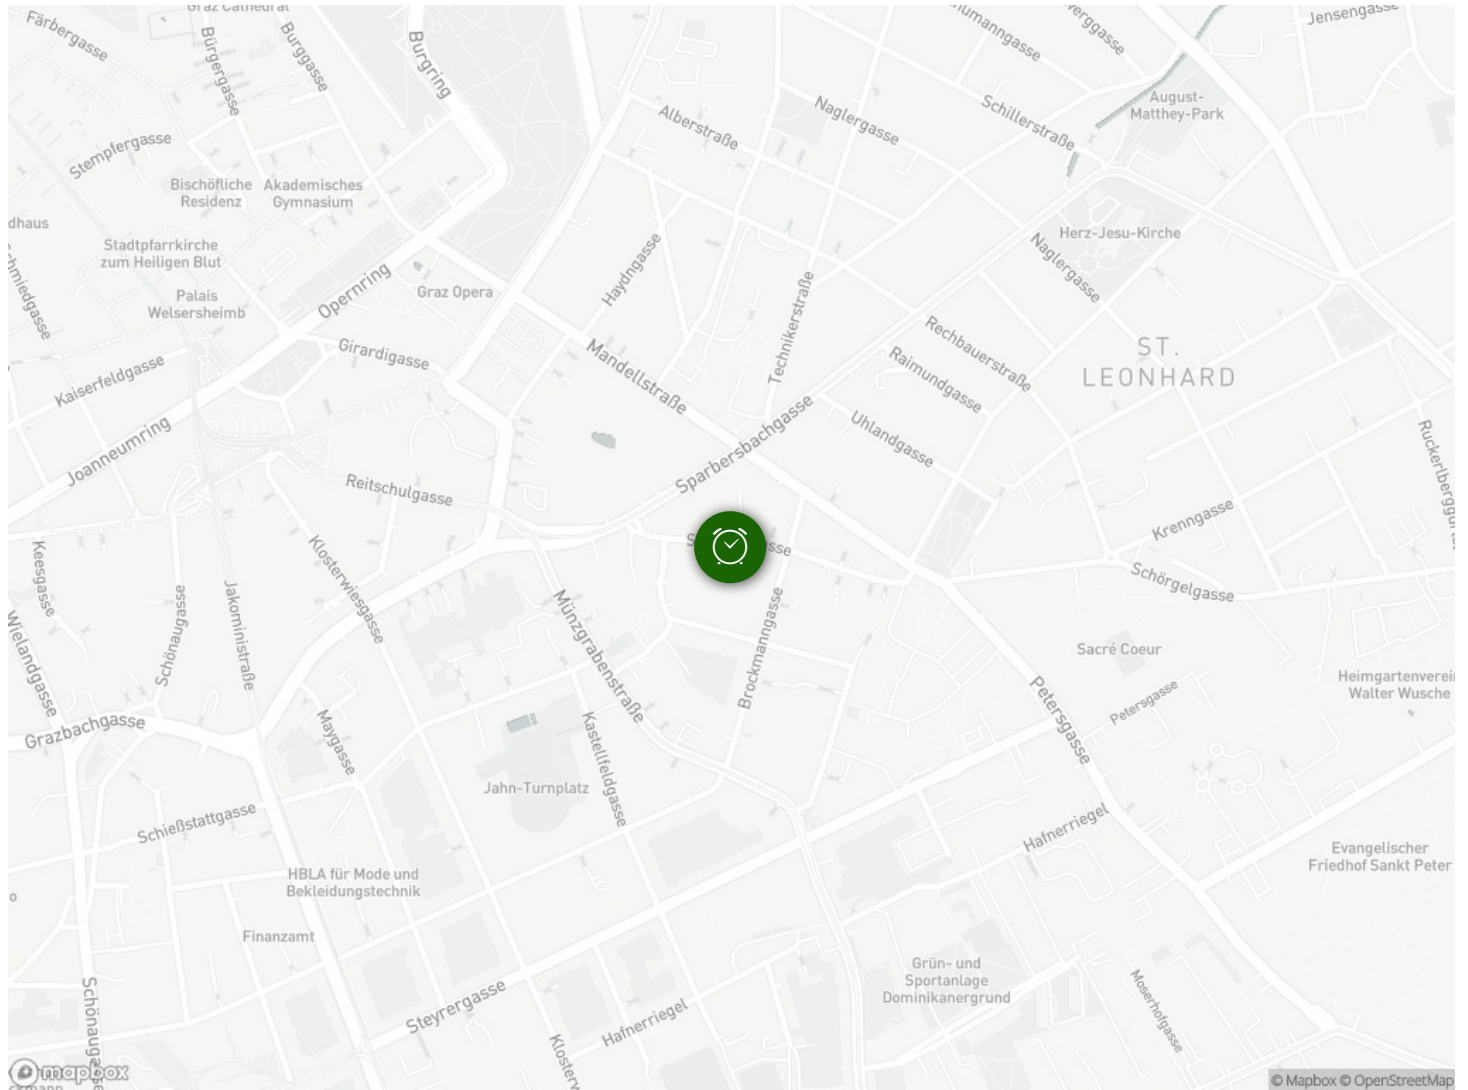 Graz Cathedral
Färbergasse
Bürgergasse
Burggasse
Burgring
Jensengasse
Stempfergasse
Alberstraße
Naglergasse
Schillerstraße
August-
Matthey-Park
Bischöfliche
Residenz
Akademisches
Gymnasium
Stadtpfarrkirche
zum Heiligen Blut
Herz-Jesu-Kirche
Naglergasse
Haydngasse
Palais
Welsersheimb
Opernring
Graz Opera
Technikerstraße
Girardigasse
Mandellstraße
Rechbauerstraße
Raimundgasse
ST.
LEONHARD
Kaiserfeldgasse
Joanneumring
Sparbersbachgasse
Uhlandgasse
Reitschulgasse
Krenngasse
Schörgelgasse
Keesgasse
Schönaugasse
Jakoministraße
Klosterwiesgasse
Münzgrabenstraße
Brockmanngasse
Wielandgasse
Sacré Coeur
Heimgartenverein
Walter Wusche
Petersgasse
Petersgasse
Grazbachgasse
Maygasse
Kastellfeldgasse
Jahn-Turnplatz
Schießstattgasse
Hafnerriegel
Evangelischer
Friedhof Sankt Peter
HBLA für Mode und
Bekleidungstechnik
Finanzamt
Grün- und
Sportanlage
Dominikanergrund
Schönaugasse
Steyrergasse
Hafnerriegel
Moserhofgasse
mapbox
© Mapbox © OpenStreetMap